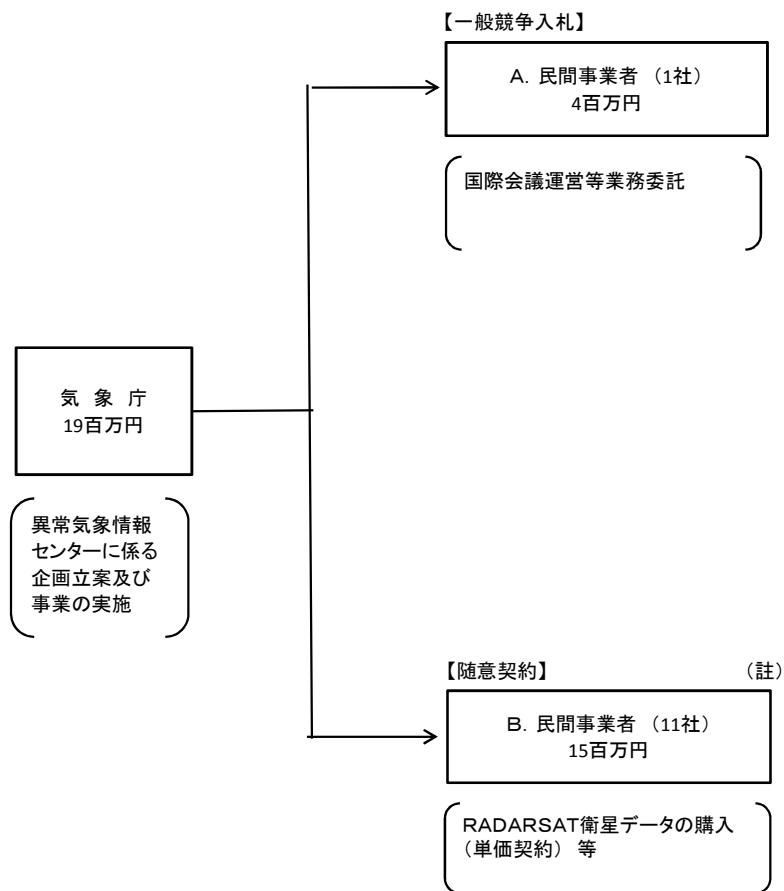 【一般競争入札】
A. 民間事業者 （1社）
4百万円
国際会議運営等業務委託
気 象 庁
19百万円
異常気象情報
センターに係る
企画立案及び
事業の実施
【随意契約】 （註）
B. 民間事業者 （11社）
15百万円
RADARSAT衛星データの購入
（単価契約） 等